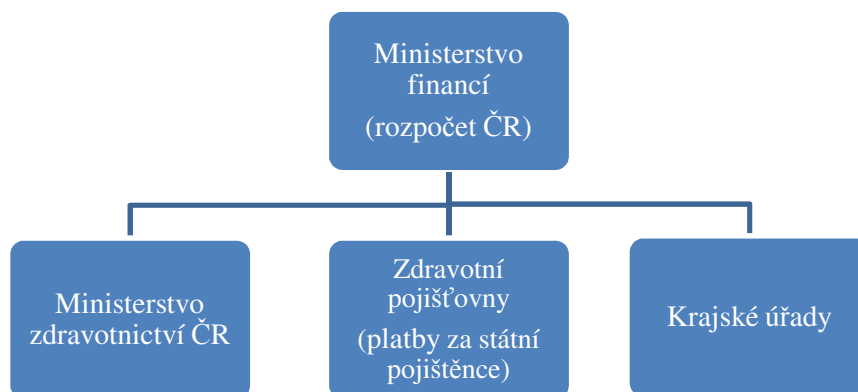 Ministerstvo
financí
(rozpočet ČR)
Ministerstvo
zdravotnictví ČR
Zdravotní
pojišťovny
(platby za státní
pojištěnce)
Krajské úřady